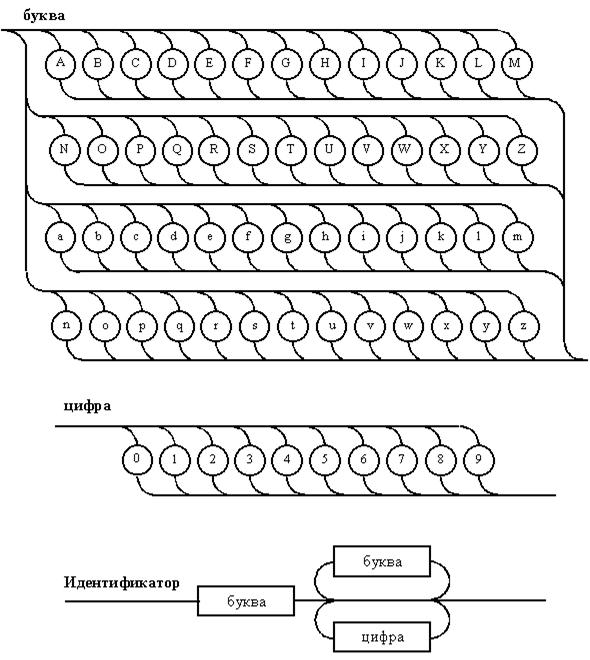 буква
A B C D E F G H I J K L M
N O P Q R S T U V W X Y Z
a b c d e f g h i j k l m
n o p q r s t u v w x y z
цифра
0 1 2 3 4 5 6 7 8 9
буква
Идентификатор
буква
цифра